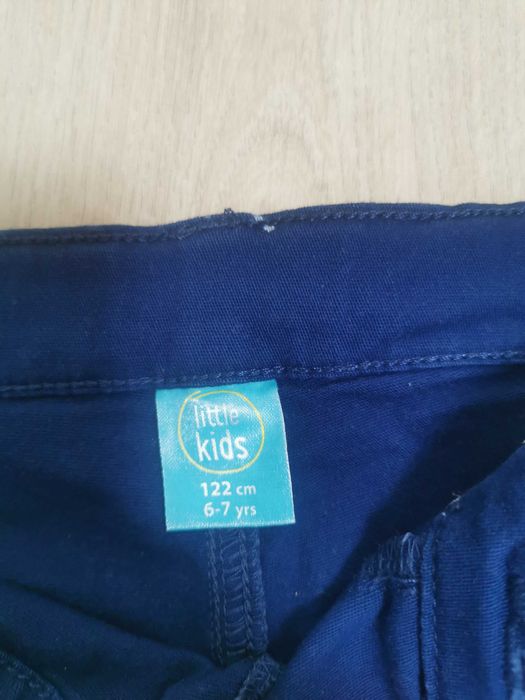 little
kids
122 cm
6-7 yrs